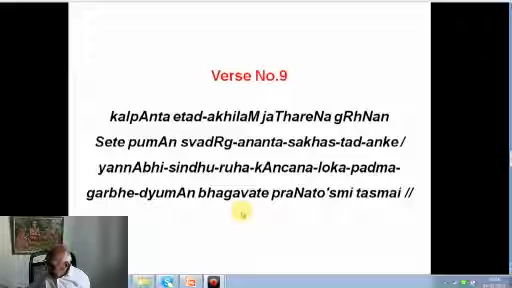 Verse No.9
kalpAnta etad-akhilaM jaThareNa gRhNan
Sete pumAn svadRg-ananta-sakhas-tad-anke /
yannAbhi-sindhu-ruha-kAncana-loka-padma-
garbhe-dyumAn bhagavate praNato'smi tasmai //